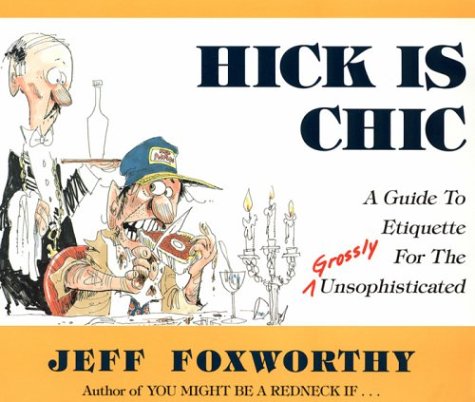 HICK IS
CHIC
A Guide To
Etiquette
Grossly For The
Unsophisticated
JEFF FOXWORTHY
Author of YOU MIGHT BE A REDNECK IF . . .